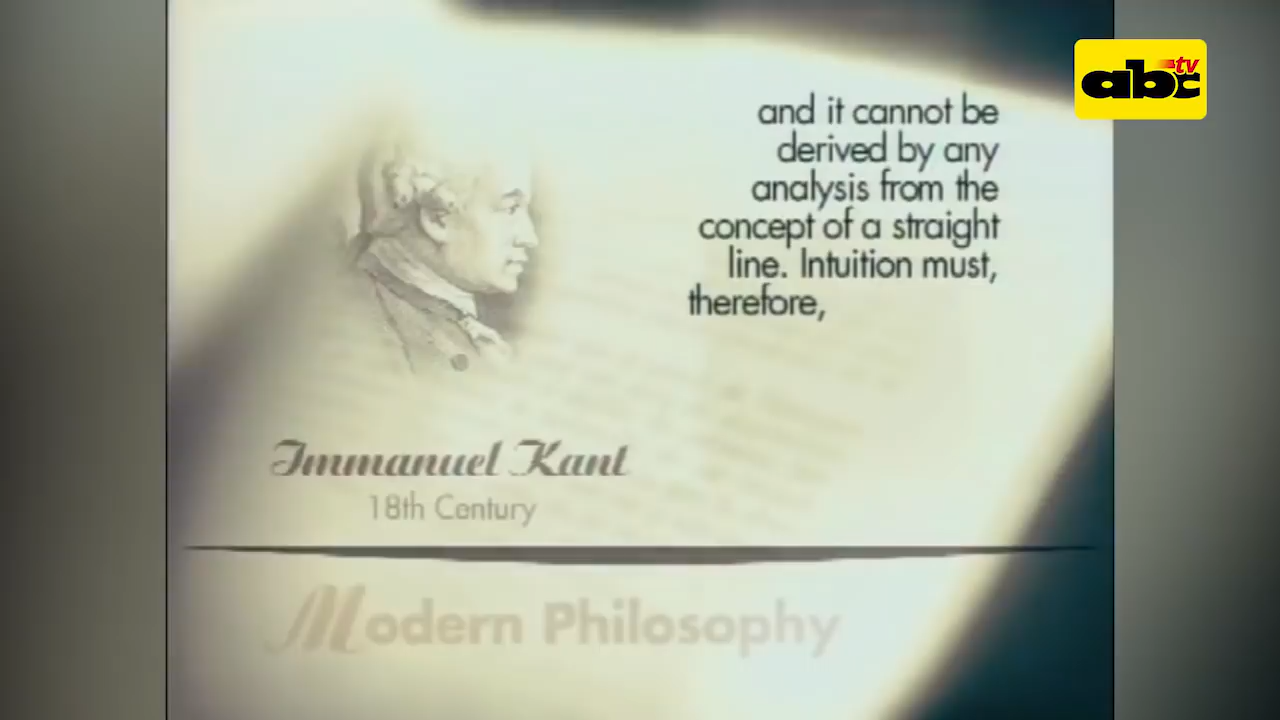 abc tv
and it cannot be
derived by any
analysis from the
concept of a straight
line. Intuition must,
therefore,
Immanuel Kant
18th Century
Modern Philosophy